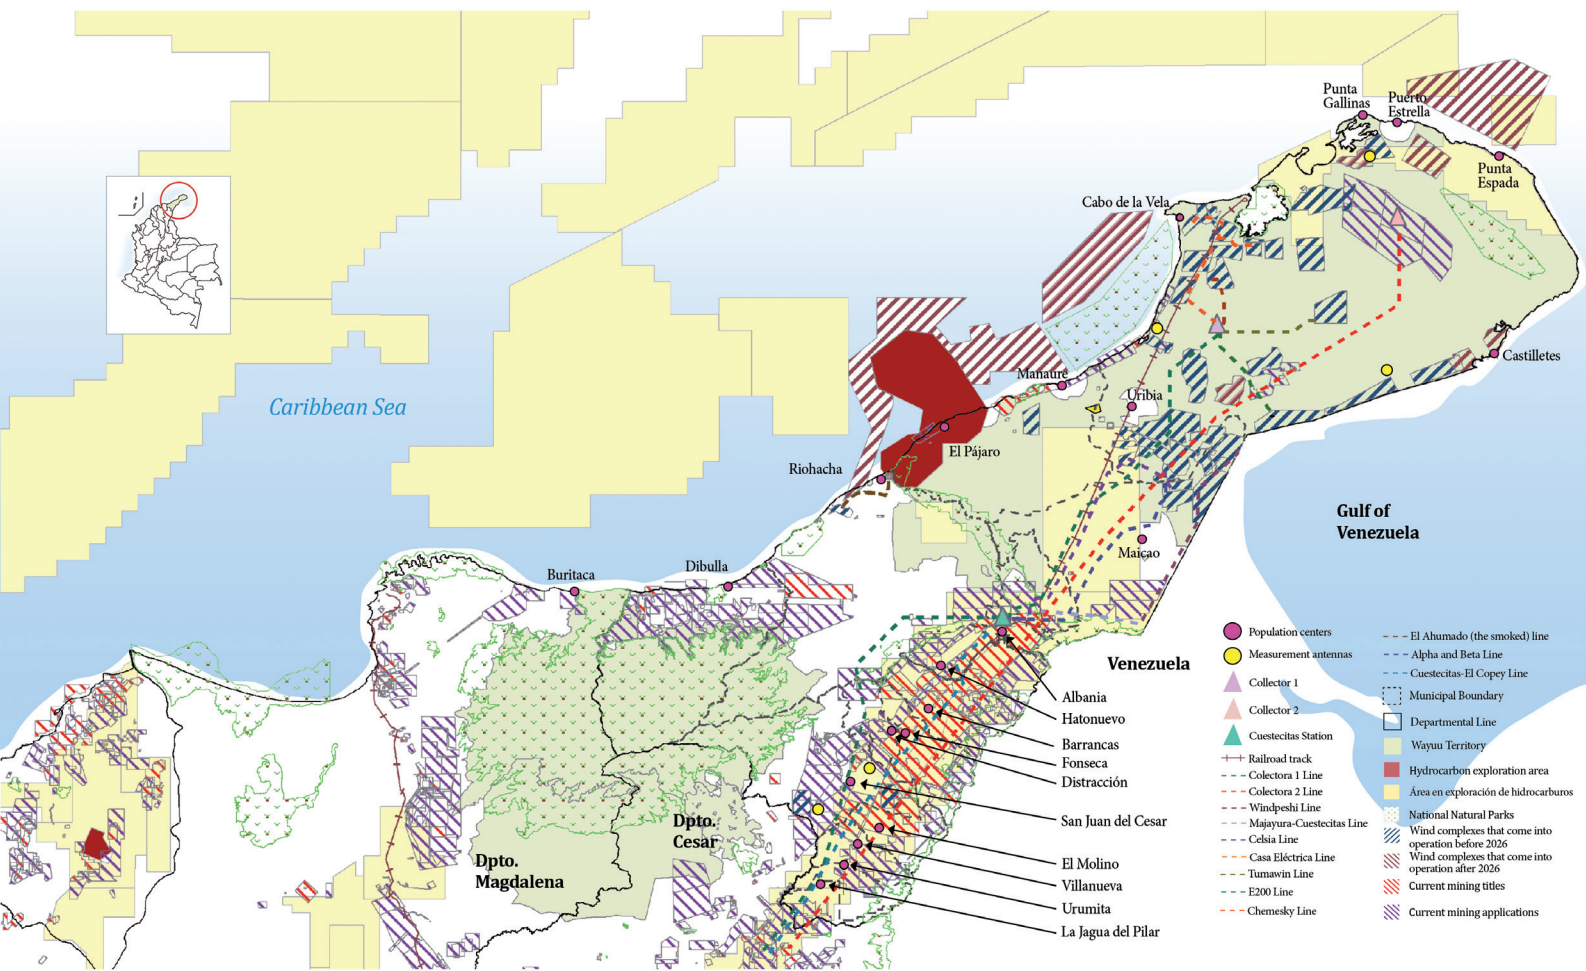 Punta
Gallinas
Puerto
Estrella
Punta
Espada
Cabo de la Vela
Castilletes
Caribbean Sea
Manaure
Uribia
El Pájaro
Riohacha
Gulf of
Venezuela
Maicao
Dibulla
Buritaca
Venezuela
Albania
Hatonuevo
Barrancas
Fonseca
Distracción
San Juan del Cesar
El Molino
Villanueva
Urumita
La Jagua del Pilar
Dpto.
Cesar
Dpto.
Magdalena
Population centers
Measurement antennas
Collector 1
Collector 2
Cuestecitas Station
Railroad track
Colectora 1 Line
Colectora 2 Line
Windpeshi Line
Majayura-Cuestecitas Line
Celsia Line
Casa Eléctrica Line
Tumawin Line
E200 Line
Chemesky Line
El Ahumado (the smoked) line
Alpha and Beta Line
Cuestecitas-El Copey Line
Municipal Boundary
Departmental Line
Wayuu Territory
Hydrocarbon exploration area
Área en exploración de hidrocarburos
National Natural Parks
Wind complexes that come into
operation before 2026
Wind complexes that come into
operation after 2026
Current mining titles
Current mining applications